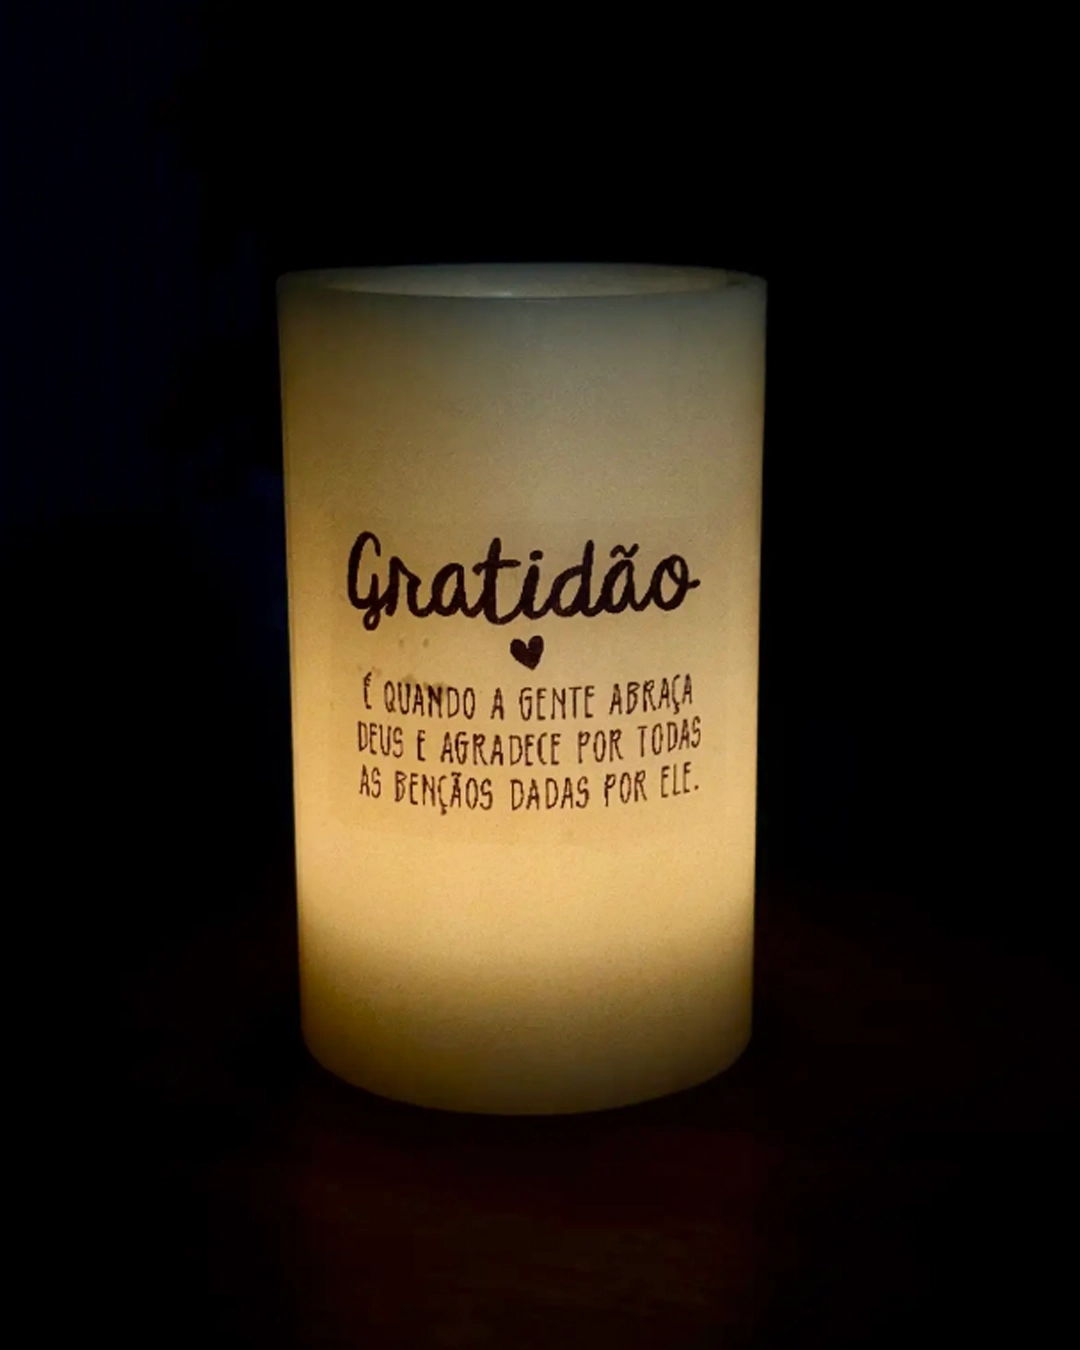 Gratidão
É QUANDO A GENTE ABRAÇA
DEUS E AGRADECE POR TODAS
AS BENÇÃOS DADAS POR ELE.